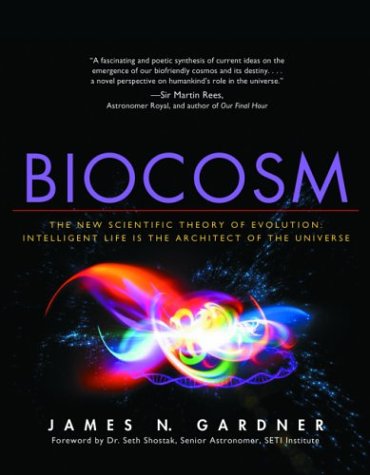 "A fascinating and poetic synthesis of current ideas on the
emergence of our biofriendly cosmos and its destiny. . . .
a novel perspective on humankind's role in the universe."
—Sir Martin Rees,
Astronomer Royal, and author of Our Final Hour
BIOCOSM
THE NEW SCIENTIFIC THEORY OF EVOLUTION:
INTELLIGENT LIFE IS THE ARCHITECT OF THE UNIVERSE
JAMES N. GARDNER
Foreword by Dr. Seth Shostak, Senior Astronomer, SETI Institute